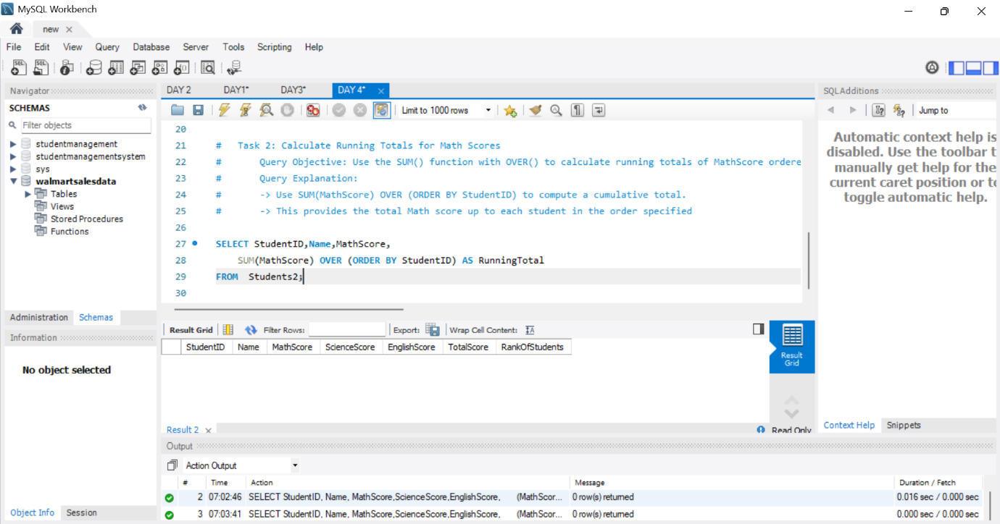 MySQL Workbench
new
File Edit View Query Database Server Tools Scripting Help
Navigator
SCHEMAS
Filter objects
studentmanagement
studentmanagementsystem
sys
walmartsalesdata
Tables
Views
Stored Procedures
Functions
Administration Schemas
Information
No object selected
Object Info Session
DAY 2 DAY1* DAY3* DAY 4*
Limit to 1000 rows
20
21 # Task 2: Calculate Running Totals for Math Scores
22 # Query Objective: Use the SUM() function with OVER() to calculate running totals of MathScore ordere
23 # Query Explanation:
24 # -> Use SUM(MathScore) OVER (ORDER BY StudentID) to compute a cumulative total.
25 # -> This provides the total Math score up to each student in the order specified
26
27 SELECT StudentID,Name,MathScore,
28 SUM(MathScore) OVER (ORDER BY StudentID) AS RunningTotal
29 FROM Students2;
30
Result Grid Filter Rows: Export: Wrap Cell Content:
StudentID Name MathScore ScienceScore EnglishScore TotalScore RankOfStudents
Result
Grid
Result 2 Read Only
Output
Action Output
# Time Action Message Duration / Fetch
2 07:02:46 SELECT StudentID, Name, MathScore,ScienceScore,EnglishScore, (MathScor... 0 row(s) returned 0.016 sec / 0.000 sec
3 07:03:41 SELECT StudentID, Name, MathScore,ScienceScore,EnglishScore, (MathScor... 0 row(s) returned 0.000 sec / 0.000 sec
SQLAdditions
Jump to
Automatic context help is
disabled. Use the toolbar t
manually get help for the
current caret position or to
toggle automatic help.
Context Help Snippets